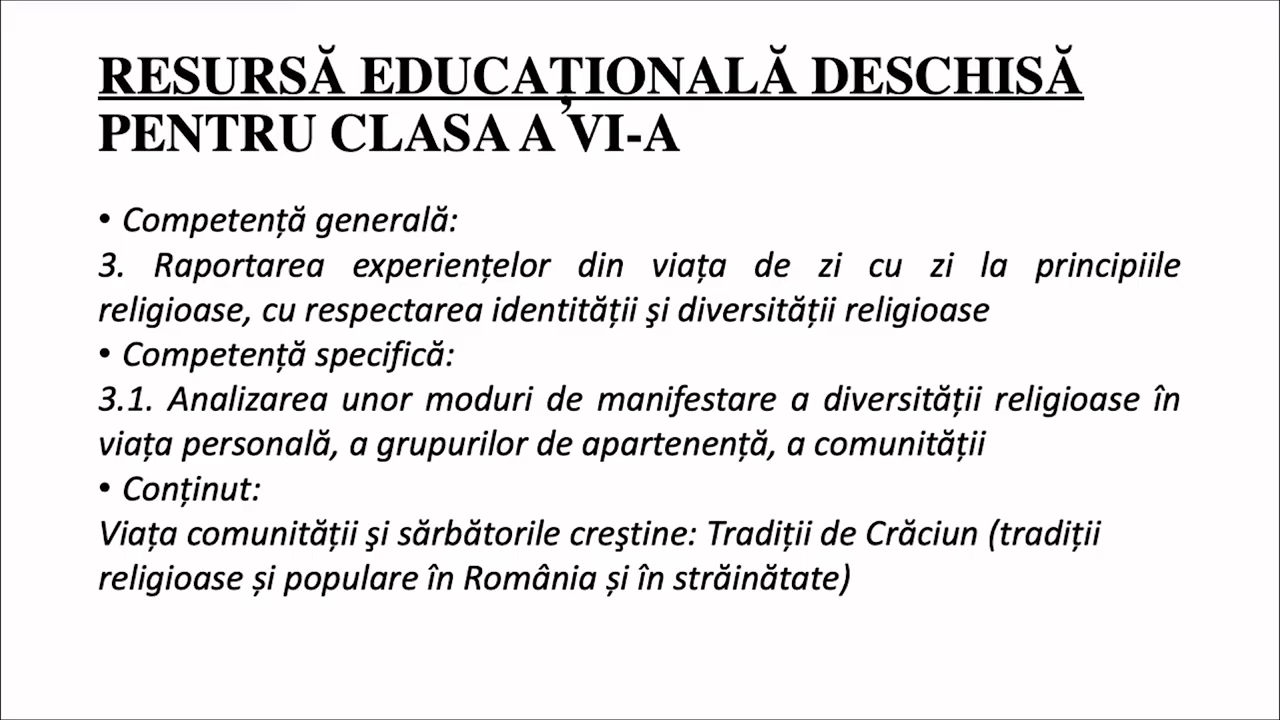 RESURSĂ EDUCAŢIONALĂ DESCHISĂ
PENTRU CLASA A VI-A
• Competență generală:
3. Raportarea experiențelor din viața de zi cu zi la principiile
religioase, cu respectarea identității şi diversității religioase
• Competență specifică:
3.1. Analizarea unor moduri de manifestare a diversității religioase în
viața personală, a grupurilor de apartenență, a comunității
• Conținut:
Viața comunității şi sărbătorile creştine: Tradiții de Crăciun (tradiții
religioase și populare în România și în străinătate)